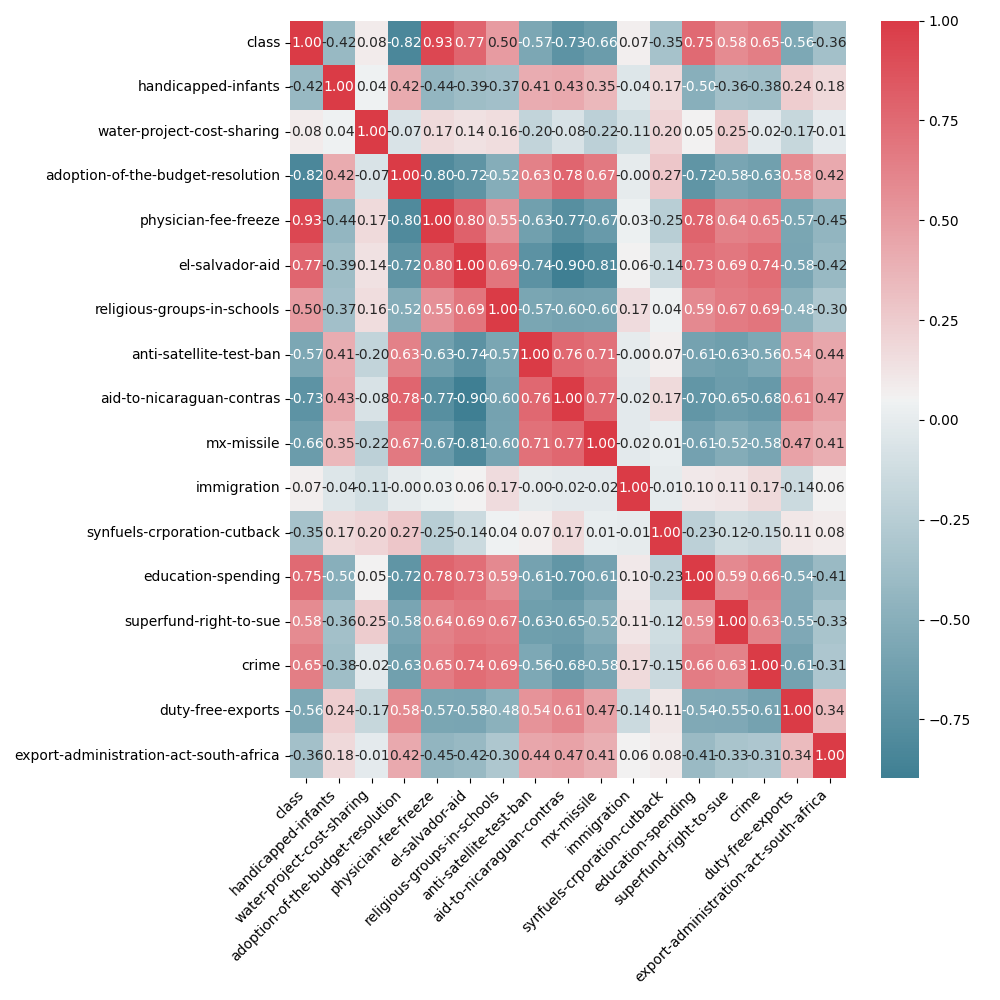 class 1.00 -0.42 0.08 -0.82 0.93 0.77 0.50 -0.57 -0.73 -0.66 0.07 -0.35 0.75 0.58 0.65 -0.56 -0.36
handicapped-infants -0.42 1.00 0.04 0.42 -0.44 -0.39 -0.37 0.41 0.43 0.35 -0.04 0.17 -0.50 -0.36 -0.38 0.24 0.18
water-project-cost-sharing 0.08 0.04 1.00 -0.07 0.17 0.14 0.16 -0.20 -0.08 -0.22 -0.11 0.20 0.05 0.25 -0.02 -0.17 -0.01
adoption-of-the-budget-resolution -0.82 0.42 -0.07 1.00 -0.80 -0.72 -0.52 0.63 0.78 0.67 -0.00 0.27 -0.72 -0.58 -0.63 0.58 0.42
physician-fee-freeze 0.93 -0.44 0.17 -0.80 1.00 0.80 0.55 -0.63 -0.77 -0.67 0.03 -0.25 0.78 0.64 0.65 -0.57 -0.45
el-salvador-aid 0.77 -0.39 0.14 -0.72 0.80 1.00 0.69 -0.74 -0.90 -0.81 0.06 -0.14 0.73 0.69 0.74 -0.58 -0.42
religious-groups-in-schools 0.50 -0.37 0.16 -0.52 0.55 0.69 1.00 -0.57 -0.60 -0.60 0.17 0.04 0.59 0.67 0.69 -0.48 -0.30
anti-satellite-test-ban -0.57 0.41 -0.20 0.63 -0.63 -0.74 -0.57 1.00 0.76 0.71 -0.00 0.07 -0.61 -0.63 -0.56 0.54 0.44
aid-to-nicaraguan-contras -0.73 0.43 -0.08 0.78 -0.77 -0.90 -0.60 0.76 1.00 0.77 -0.02 0.17 -0.70 -0.65 -0.68 0.61 0.47
mx-missile -0.66 0.35 -0.22 0.67 -0.67 -0.81 -0.60 0.71 0.77 1.00 -0.02 0.01 -0.61 -0.52 -0.58 0.47 0.41
immigration 0.07 -0.04 -0.11 -0.00 0.03 0.06 0.17 -0.00 -0.02 -0.02 1.00 -0.01 0.10 0.11 0.17 -0.14 0.06
synfuels-crporation-cutback -0.35 0.17 0.20 0.27 -0.25 -0.14 0.04 0.07 0.17 0.01 -0.01 1.00 -0.23 -0.12 -0.15 0.11 0.08
education-spending 0.75 -0.50 0.05 -0.72 0.78 0.73 0.59 -0.61 -0.70 -0.61 0.10 -0.23 1.00 0.59 0.66 -0.54 -0.41
superfund-right-to-sue 0.58 -0.36 0.25 -0.58 0.64 0.69 0.67 -0.63 -0.65 -0.52 0.11 -0.12 0.59 1.00 0.63 -0.55 -0.33
crime 0.65 -0.38 -0.02 -0.63 0.65 0.74 0.69 -0.56 -0.68 -0.58 0.17 -0.15 0.66 0.63 1.00 -0.61 -0.31
duty-free-exports -0.56 0.24 -0.17 0.58 -0.57 -0.58 -0.48 0.54 0.61 0.47 -0.14 0.11 -0.54 -0.55 -0.61 1.00 0.34
export-administration-act-south-africa -0.36 0.18 -0.01 0.42 -0.45 -0.42 -0.30 0.44 0.47 0.41 0.06 0.08 -0.41 -0.33 -0.31 0.34 1.00
class
handicapped-infants
water-project-cost-sharing
adoption-of-the-budget-resolution
physician-fee-freeze
el-salvador-aid
religious-groups-in-schools
anti-satellite-test-ban
aid-to-nicaraguan-contras
mx-missile
immigration
synfuels-crporation-cutback
education-spending
superfund-right-to-sue
crime
duty-free-exports
export-administration-act-south-africa
1.00
0.75
0.50
0.25
0.00
−0.25
−0.50
−0.75